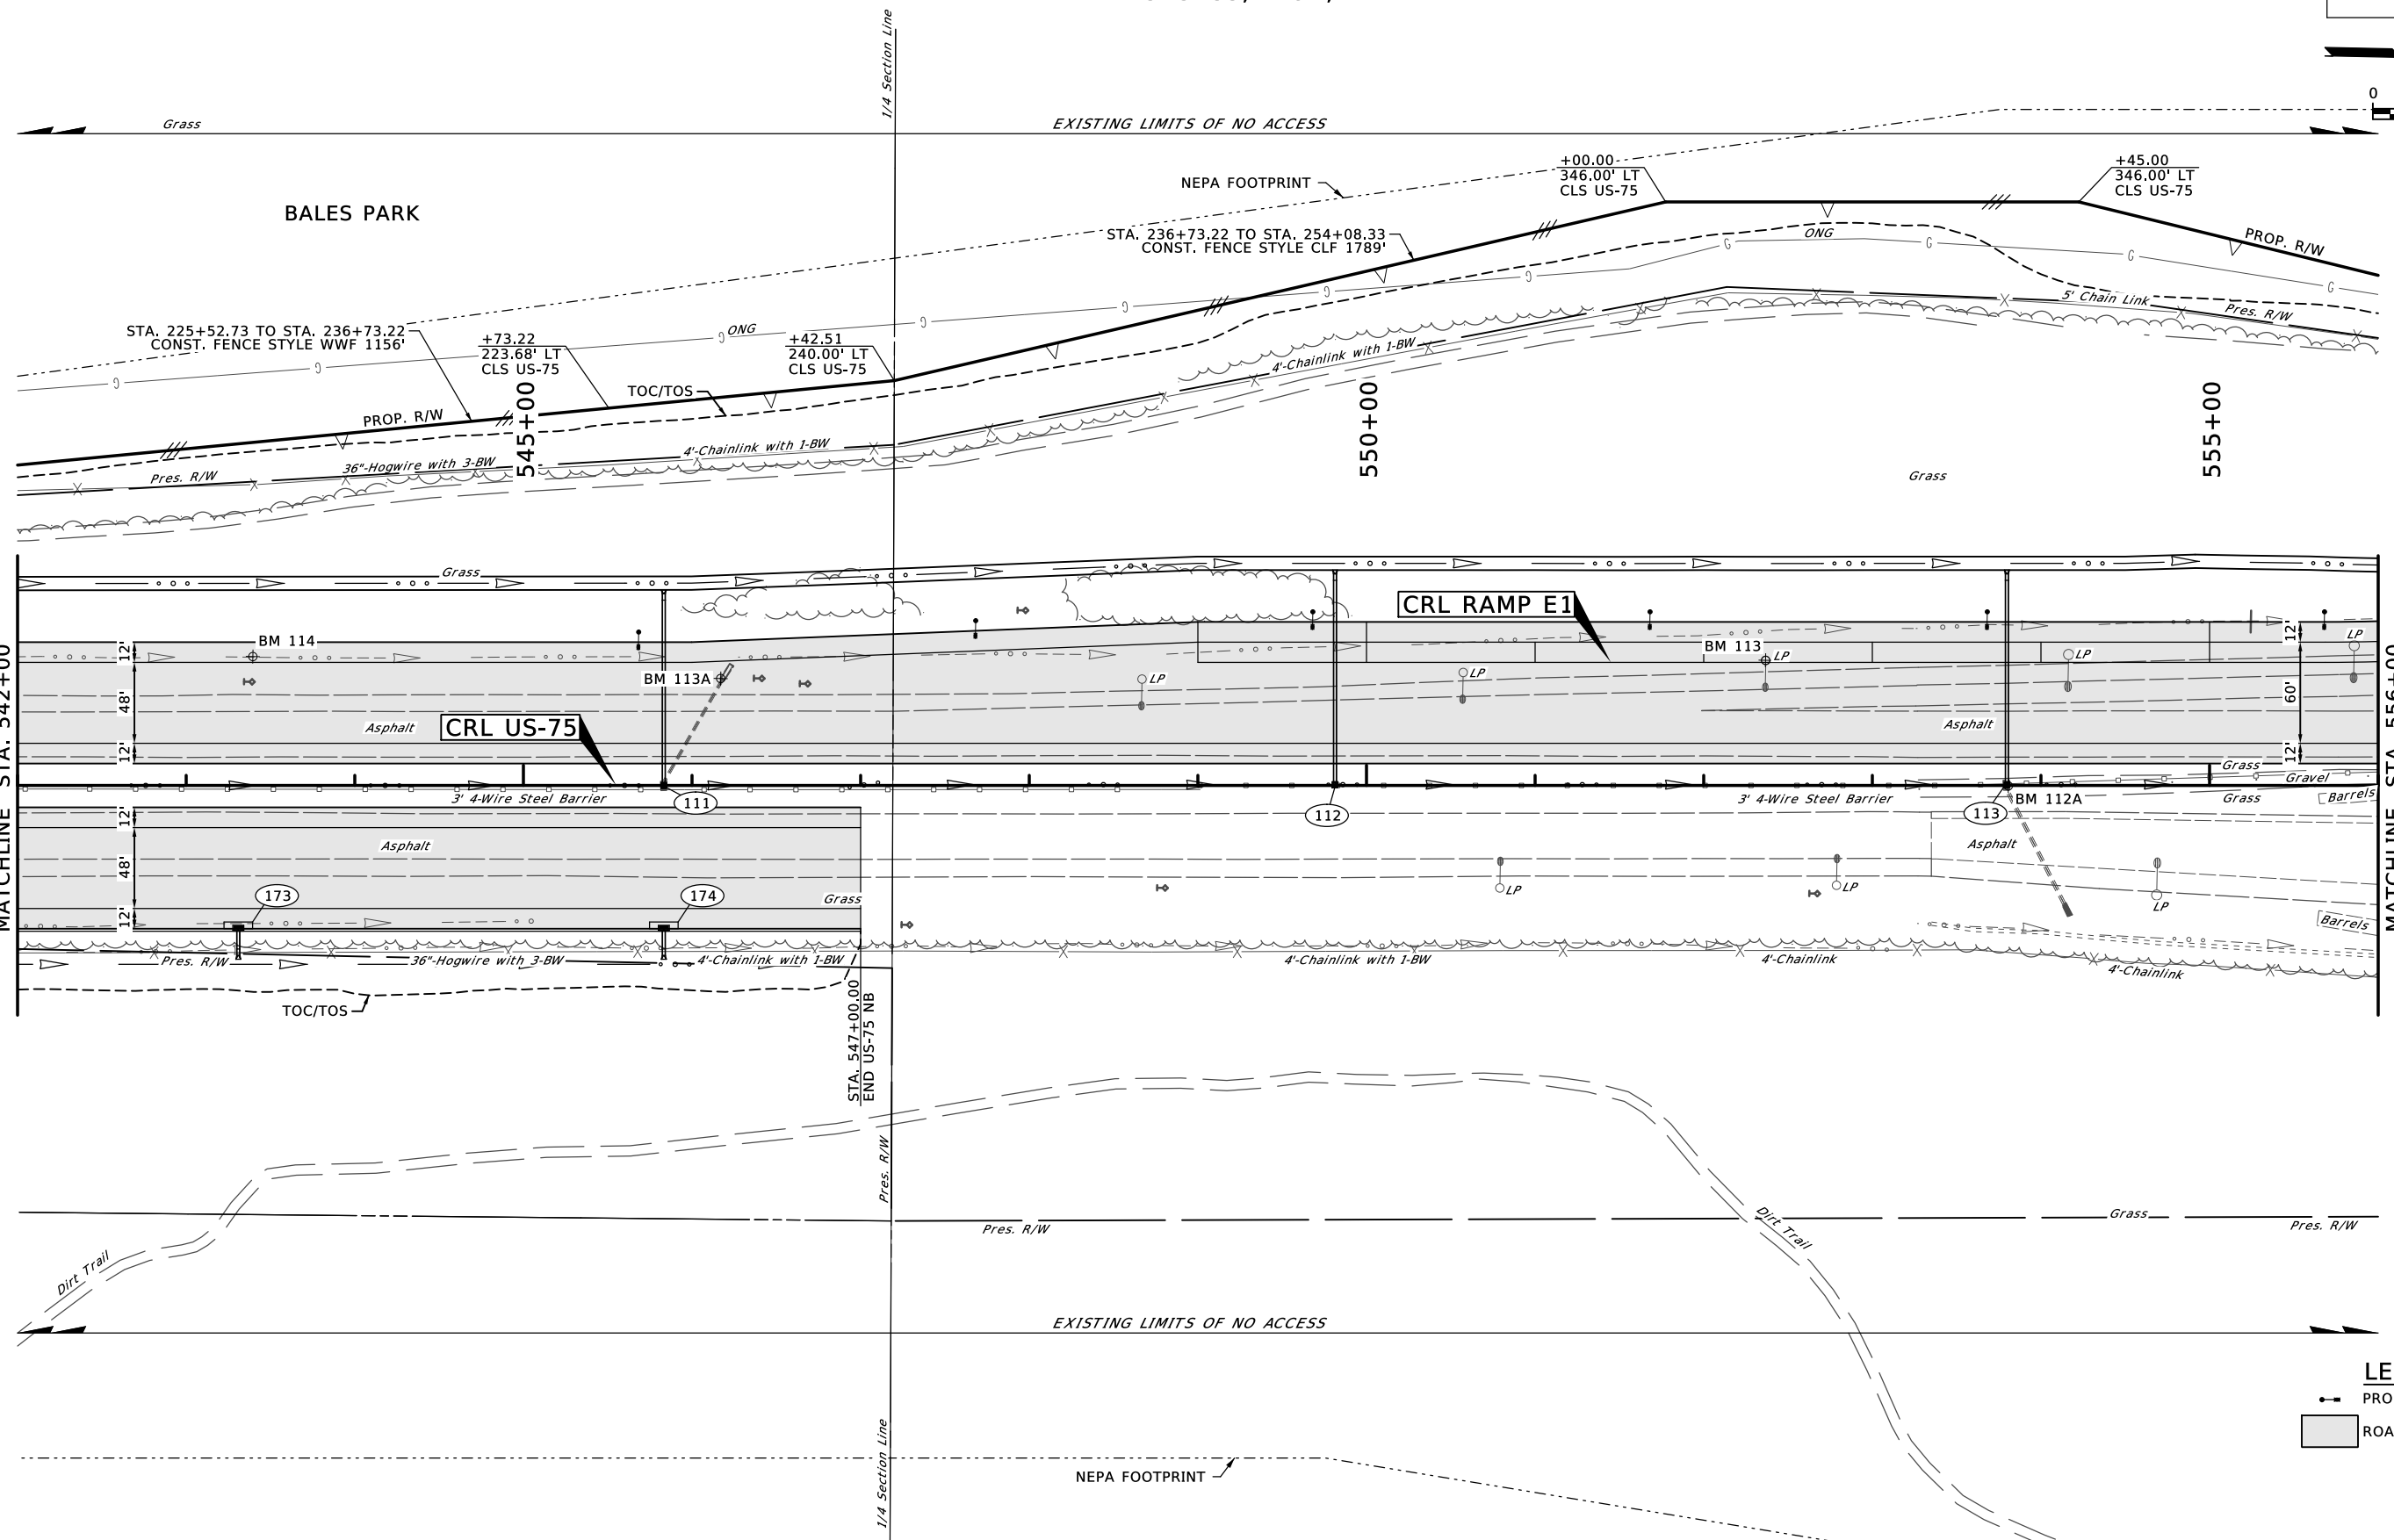 1/4 Section Line
0
Grass
EXISTING LIMITS OF NO ACCESS
BALES PARK
NEPA FOOTPRINT
+00.00
346.00' LT
CLS US-75
+45.00
346.00' LT
CLS US-75
STA. 236+73.22 TO STA. 254+08.33
CONST. FENCE STYLE CLF 1789'
ONG
PROP. R/W
STA. 225+52.73 TO STA. 236+73.22
CONST. FENCE STYLE WWF 1156'
+73.22
223.68' LT
CLS US-75
ONG
+42.51
240.00' LT
CLS US-75
TOC/TOS
PROP. R/W
5' Chain Link
Pres. R/W
4'-Chainlink with 1-BW
545+00
550+00
555+00
Pres. R/W
36"-Hogwire with 3-BW
4'-Chainlink with 1-BW
Grass
Grass
MATCHLINE STA. 542+00
MATCHLINE STA. 556+00
CRL RAMP E1
BM 114
BM 113
LP
LP
LP
LP
LP
BM 113A
12'
48'
12'
12'
60'
12'
CRL US-75
Asphalt
Asphalt
Grass
Gravel
3' 4-Wire Steel Barrier
111
112
3' 4-Wire Steel Barrier
113
BM 112A
Grass
Barrels
12'
48'
12'
Asphalt
Asphalt
173
174
Grass
LP
LP
LP
Barrels
Pres. R/W
36"-Hogwire with 3-BW
4'-Chainlink with 1-BW
4'-Chainlink with 1-BW
4'-Chainlink
4'-Chainlink
TOC/TOS
STA. 547+00.00
END US-75 NB
Pres. R/W
Dirt Trail
Pres. R/W
Dirt Trail
Grass
Pres. R/W
EXISTING LIMITS OF NO ACCESS
1/4 Section Line
NEPA FOOTPRINT
LE
PRO
ROA